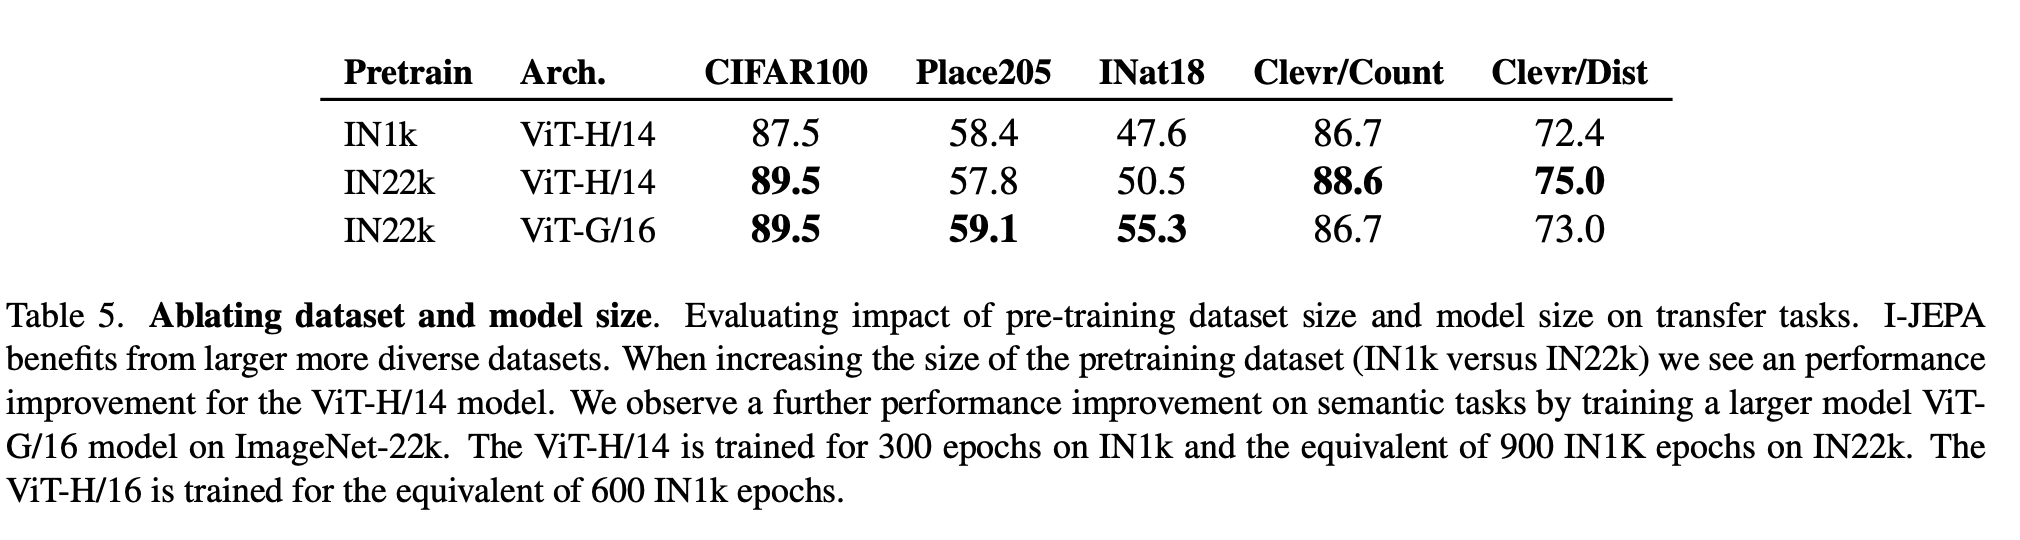 Pretrain Arch. CIFAR100 Place205 INat18 Clevr/Count Clevr/Dist
IN1k ViT-H/14 87.5 58.4 47.6 86.7 72.4
IN22k ViT-H/14 89.5 57.8 50.5 88.6 75.0
IN22k ViT-G/16 89.5 59.1 55.3 86.7 73.0
Table 5. Ablating dataset and model size. Evaluating impact of pre-training dataset size and model size on transfer tasks. I-JEPA
benefits from larger more diverse datasets. When increasing the size of the pretraining dataset (IN1k versus IN22k) we see an performance
improvement for the ViT-H/14 model. We observe a further performance improvement on semantic tasks by training a larger model ViT-
G/16 model on ImageNet-22k. The ViT-H/14 is trained for 300 epochs on IN1k and the equivalent of 900 IN1K epochs on IN22k. The
ViT-H/16 is trained for the equivalent of 600 IN1k epochs.